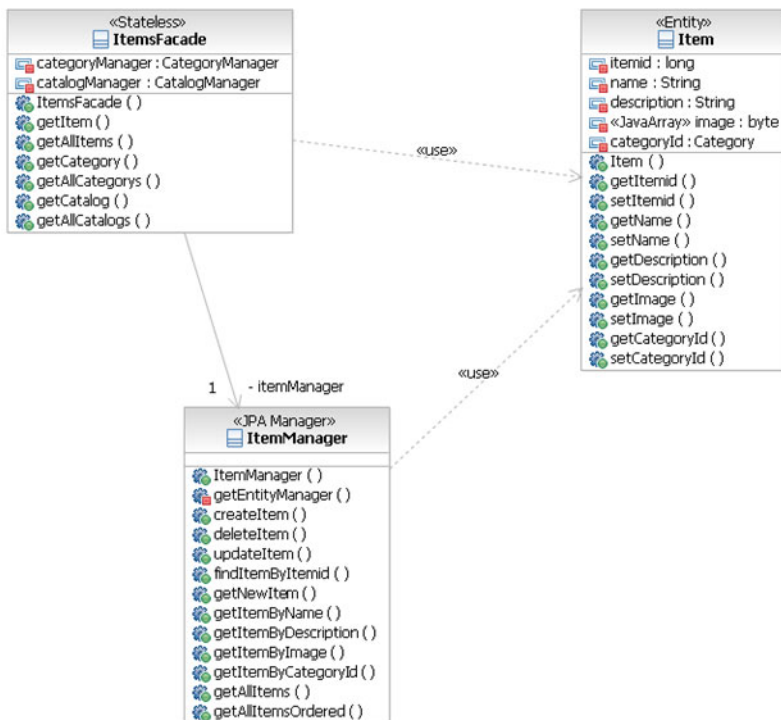 «Stateless»
ItemsFacade
categoryManager : CategoryManager
catalogManager : CatalogManager
ItemsFacade ( )
getItem ( )
getAllItems ( )
getCategory ( )
getAllCategorys ( )
getCatalog ( )
getAllCatalogs ( )
«use»
«Entity»
Item
itemid : long
name : String
description : String
«JavaArray» image : byte
categoryId : Category
Item ( )
getItemid ( )
setItemid ( )
getName ( )
setName ( )
getDescription ( )
setDescription ( )
getImage ( )
setImage ( )
getCategoryId ( )
setCategoryId ( )
«use»
1 - itemManager
«JPA Manager»
ItemManager
ItemManager ( )
getEntityManager ( )
createItem ( )
deleteItem ( )
updateItem ( )
findItemByItemid ( )
getNewItem ( )
getItemByName ( )
getItemByDescription ( )
getItemByImage ( )
getItemByCategoryId ( )
getAllItems ( )
getAllItemsOrdered ( )